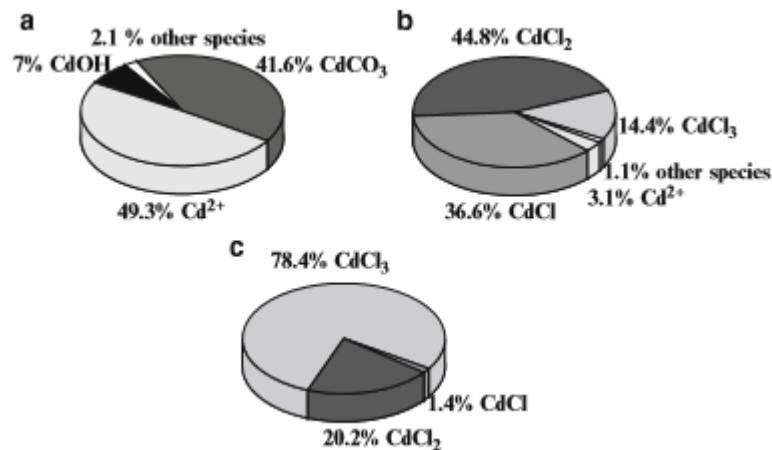 a
2.1 % other species
7% CdOH
41.6% CdCO₃
49.3% Cd²⁺
b
44.8% CdCl₂
14.4% CdCl₃
1.1% other species
3.1% Cd²⁺
36.6% CdCl
c
78.4% CdCl₃
1.4% CdCl
20.2% CdCl₂